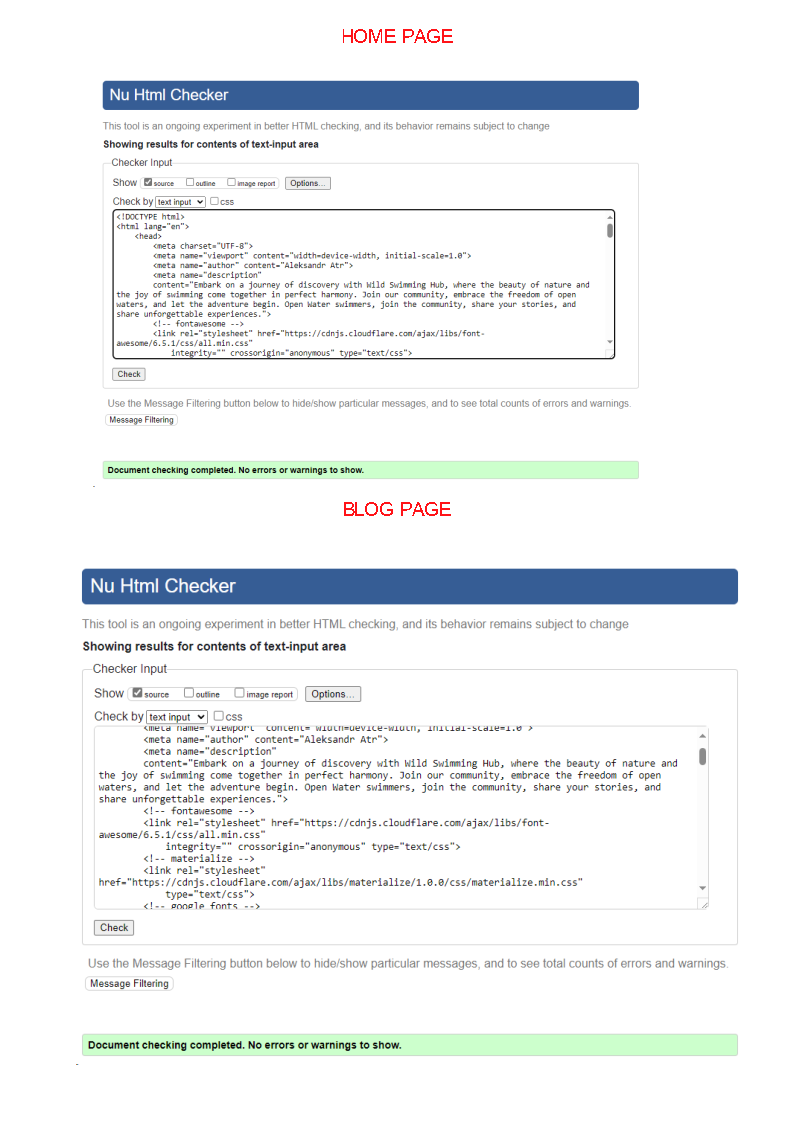 HOME PAGE
Nu Html Checker
This tool is an ongoing experiment in better HTML checking, and its behavior remains subject to change
Showing results for contents of text-input area
Checker Input
Show source outline image report Options...
Check by text input css
<!DOCTYPE html>
<html lang="en">
<head>
<meta charset="UTF-8">
<meta name="viewport" content="width=device-width, initial-scale=1.0">
<meta name="author" content="Aleksandr Atr">
<meta name="description"
content="Embark on a journey of discovery with Wild Swimming Hub, where the beauty of nature and
the joy of swimming come together in perfect harmony. Join our community, embrace the freedom of open
waters, and let the adventure begin. Open Water swimmers, join the community, share your stories, and
share unforgettable experiences.">
<!-- fontawesome -->
<link rel="stylesheet" href="https://cdnjs.cloudflare.com/ajax/libs/font-
awesome/6.5.1/css/all.min.css"
integrity="" crossorigin="anonymous" type="text/css">
Check
Use the Message Filtering button below to hide/show particular messages, and to see total counts of errors and warnings.
Message Filtering
Document checking completed. No errors or warnings to show.
BLOG PAGE
Nu Html Checker
This tool is an ongoing experiment in better HTML checking, and its behavior remains subject to change
Showing results for contents of text-input area
Checker Input
Show source outline image report Options...
Check by text input css
<meta name="viewport" content="width=device-width, initial-scale=1.0">
<meta name="author" content="Aleksandr Atr">
<meta name="description"
content="Embark on a journey of discovery with Wild Swimming Hub, where the beauty of nature and
the joy of swimming come together in perfect harmony. Join our community, embrace the freedom of open
waters, and let the adventure begin. Open Water swimmers, join the community, share your stories, and
share unforgettable experiences.">
<!-- fontawesome -->
<link rel="stylesheet" href="https://cdnjs.cloudflare.com/ajax/libs/font-
awesome/6.5.1/css/all.min.css"
integrity="" crossorigin="anonymous" type="text/css">
<!-- materialize -->
<link rel="stylesheet"
href="https://cdnjs.cloudflare.com/ajax/libs/materialize/1.0.0/css/materialize.min.css"
type="text/css">
<!-- google fonts -->
Check
Use the Message Filtering button below to hide/show particular messages, and to see total counts of errors and warnings.
Message Filtering
Document checking completed. No errors or warnings to show.